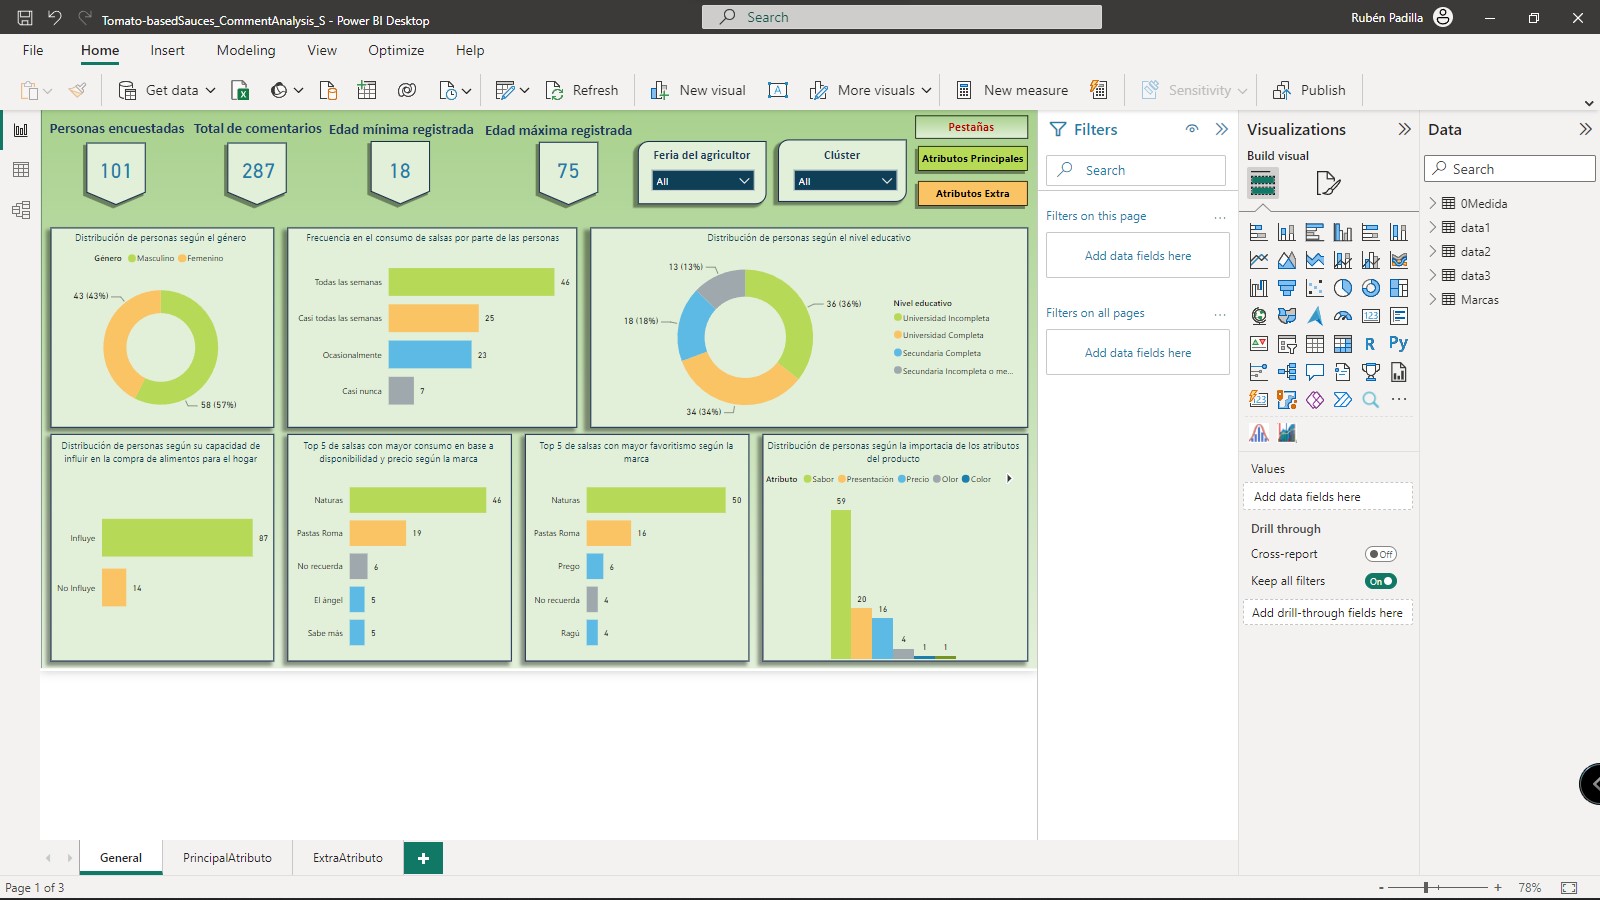 Tomato-basedSauces_CommentAnalysis_S - Power BI Desktop
Search
Rubén Padilla
File
Home
Insert
Modeling
View
Optimize
Help
Get data
Refresh
New visual
More visuals
New measure
Sensitivity
Publish
Personas encuestadas
Total de comentarios
Edad mínima registrada
Edad máxima registrada
101
287
18
75
Feria del agricultor
All
Clúster
All
Pestañas
Atributos Principales
Atributos Extra
Distribución de personas según el género
Género
Masculino
Femenino
43 (43%)
58 (57%)
Frecuencia en el consumo de salsas por parte de las personas
Todas las semanas
46
Casi todas las semanas
25
Ocasionalmente
23
Casi nunca
7
Distribución de personas según el nivel educativo
13 (13%)
18 (18%)
36 (36%)
34 (34%)
Nivel educativo
Universidad Incompleta
Universidad Completa
Secundaria Completa
Secundaria Incompleta o me...
Distribución de personas según su capacidad de
influir en la compra de alimentos para el hogar
Influye
87
No Influye
14
Top 5 de salsas con mayor consumo en base a
disponibilidad y precio según la marca
Naturas
46
Pastas Roma
19
No recuerda
6
El ángel
5
Sabe más
5
Top 5 de salsas con mayor favoritismo según la
marca
Naturas
50
Pastas Roma
16
Prego
6
No recuerda
4
Ragú
4
Distribución de personas según la importacia de los atributos
del producto
Atributo
Sabor
Presentación
Precio
Olor
Color
59
20
16
4
1
1
Filters
Search
Filters on this page
...
Add data fields here
Filters on all pages
...
Add data fields here
Visualizations
Build visual
123
R
Py
123
...
Values
Add data fields here
Drill through
Cross-report
Off
Keep all filters
On
Add drill-through fields here
Data
Search
0Medida
data1
data2
data3
Marcas
General
PrincipalAtributo
ExtraAtributo
+
Page 1 of 3
-
+
78%